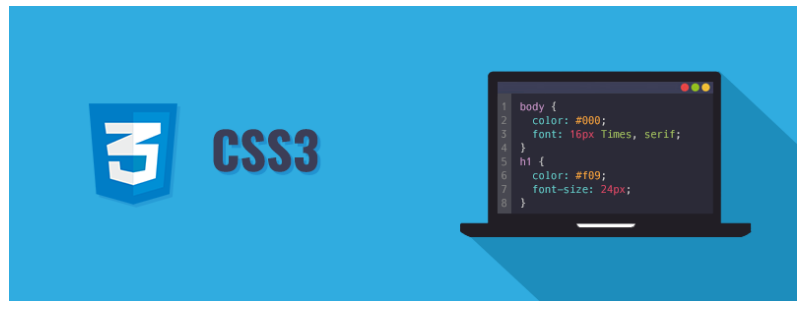 3
CSS3
1 body {
2   color: #000;
3   font: 16px Times, serif;
4 }
5 h1 {
6   color: #f09;
7   font-size: 24px;
8 }